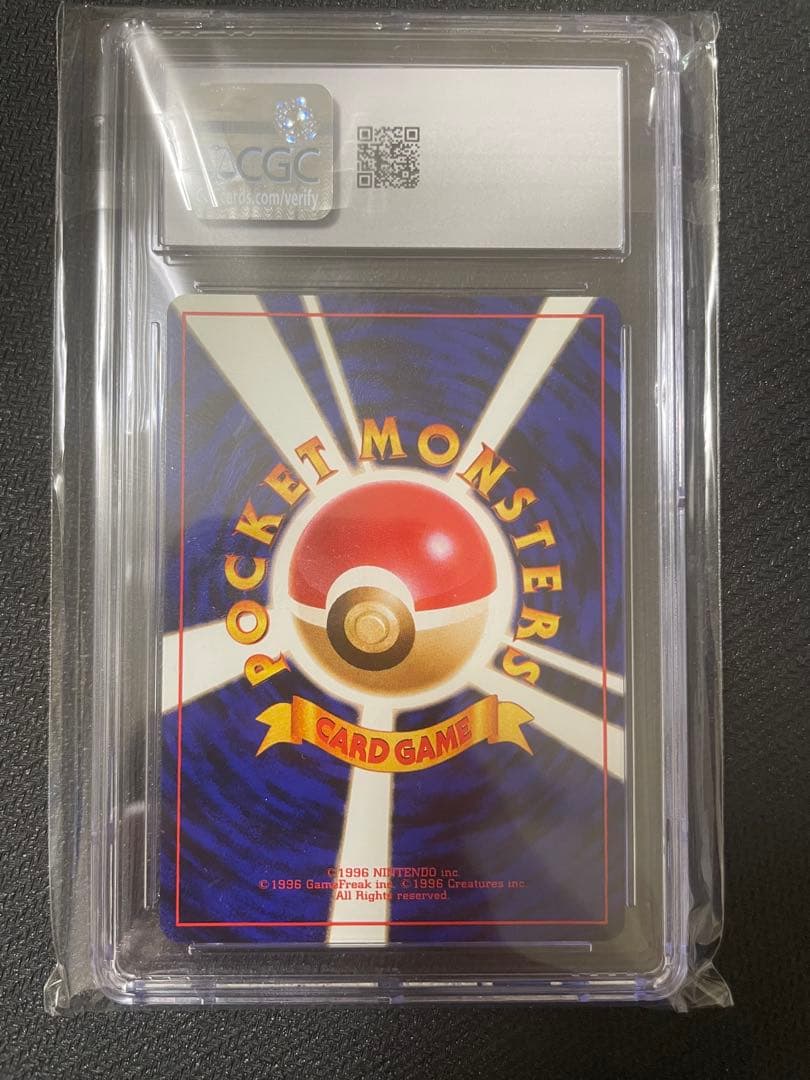 CGC
cards.com/verify
POCKET MONSTERS
CARD GAME
©1996 NINTENDO inc.
©1996 GameFreak inc. ©1996 Creatures inc.
All Rights reserved.